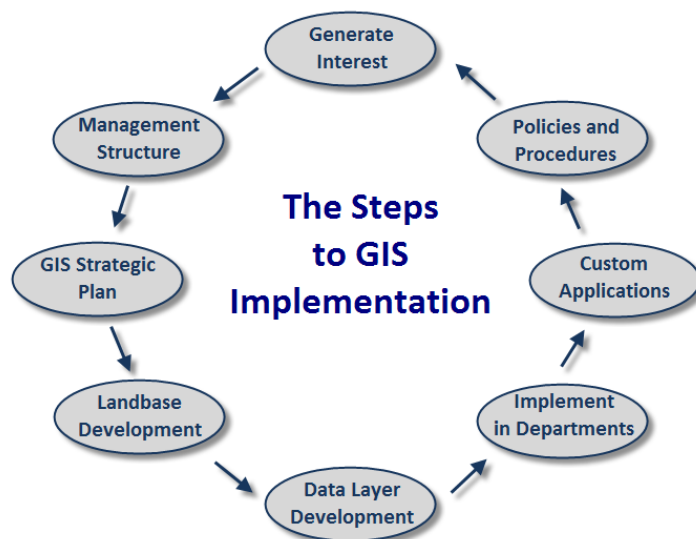 Generate
Interest
Management
Structure
Policies and
Procedures
The Steps
to GIS
Implementation
GIS Strategic
Plan
Custom
Applications
Landbase
Development
Implement
in Departments
Data Layer
Development